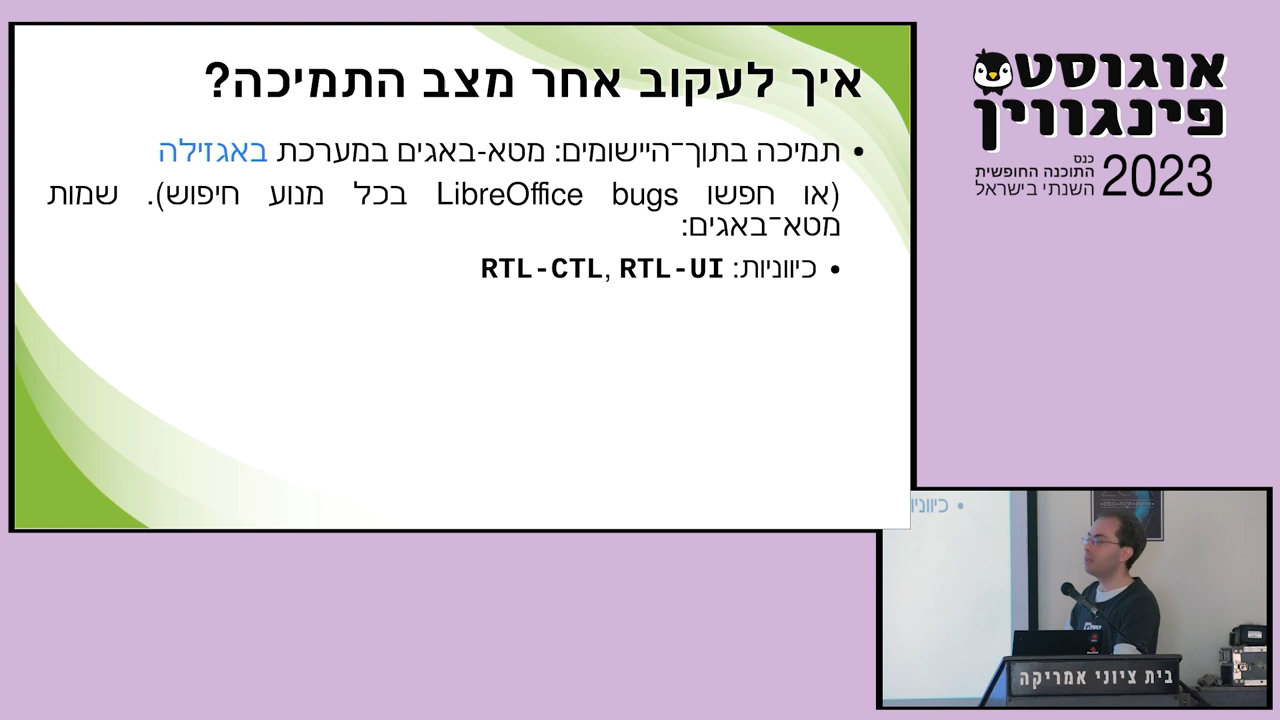 איך לעקוב אחר מצב התמיכה?
• תמיכה בתוך־היישומים: מטא-באגים במערכת באגזילה
(או חפשו LibreOffice bugs בכל מנוע חיפוש). שמות
מטא־באגים:
• כיווניות: RTL-CTL, RTL-UI
אוגוסט
פינגווין
כנס
התוכנה החופשית
השנתי בישראל
2023
• כיווניו
בית ציוני אמריקה